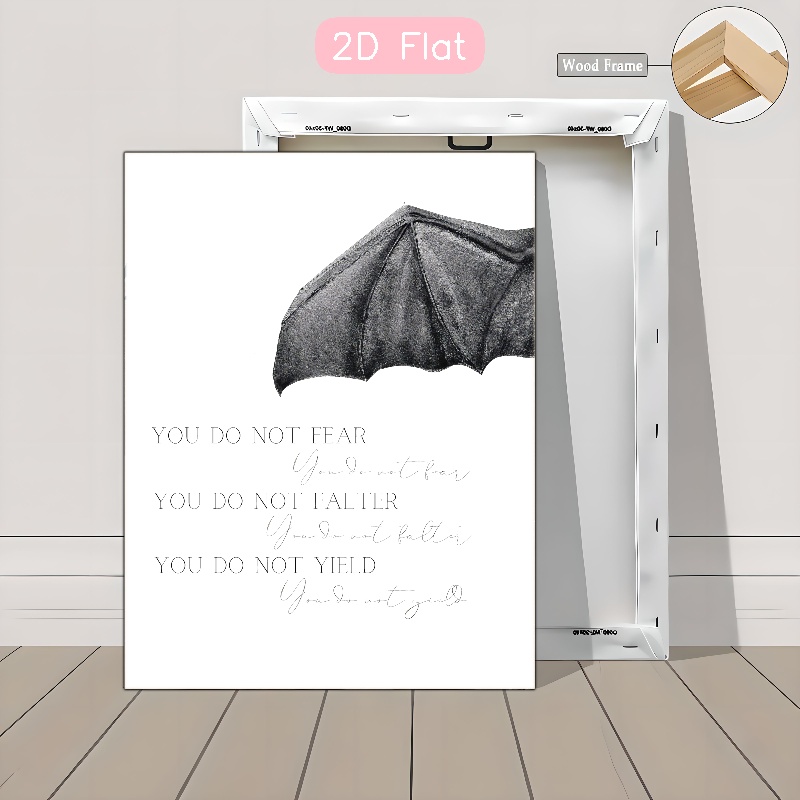 2D Flat
Wood Frame
YOU DO NOT FEAR
You do not fear
YOU DO NOT FALTER
You do not falter
YOU DO NOT YIELD
You do not yield